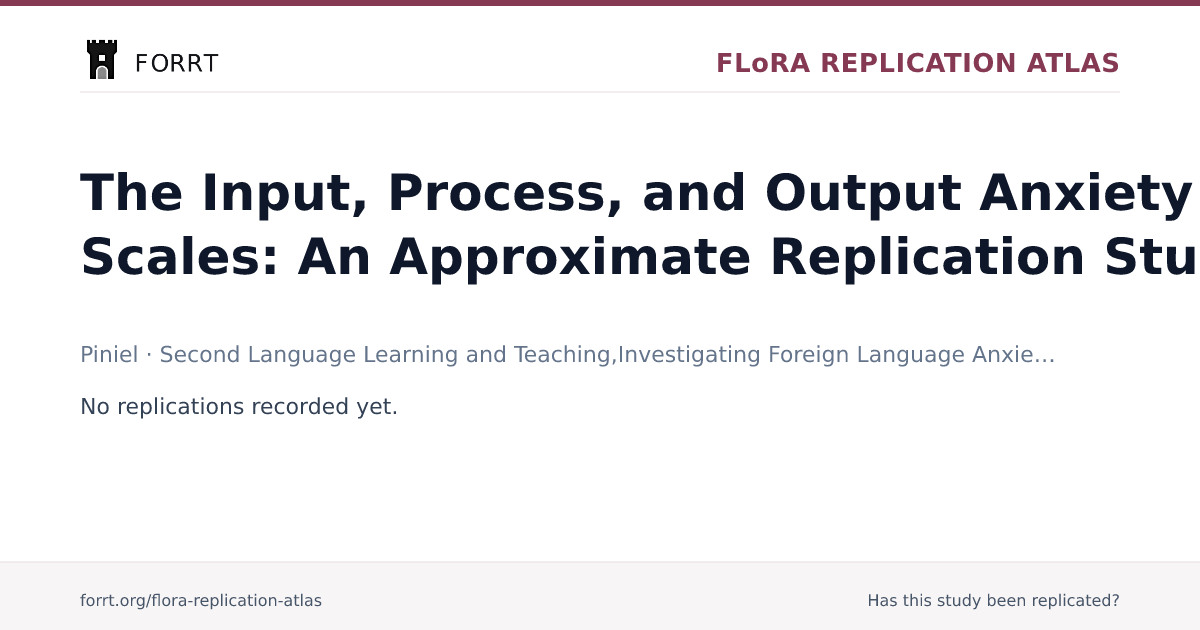 FORRT
FLoRA REPLICATION ATLAS
The Input, Process, and Output Anxiety
Scales: An Approximate Replication Stu
Piniel · Second Language Learning and Teaching,Investigating Foreign Language Anxie…
No replications recorded yet.
forrt.org/flora-replication-atlas
Has this study been replicated?